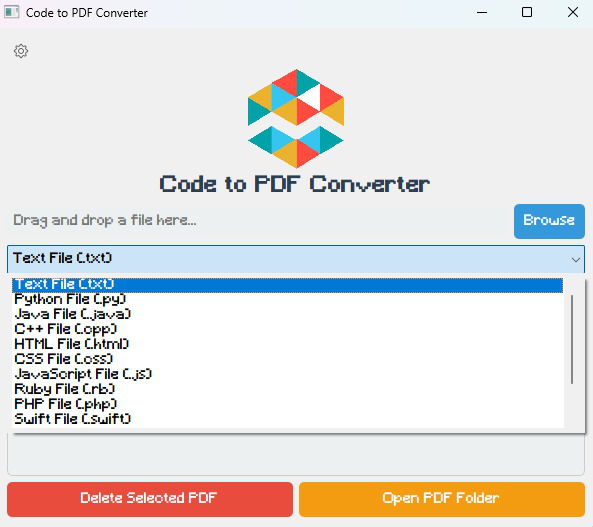 Code to PDF Converter
Code to PDF Converter
Drag and drop a file here...
Browse
Text File (.txt)
Text File (.txt)
Python File (.py)
Java File (.java)
C++ File (.cpp)
HTML File (.html)
CSS File (.css)
JavaScript File (.js)
Ruby File (.rb)
PHP File (.php)
Swift File (.swift)
Delete Selected PDF
Open PDF Folder